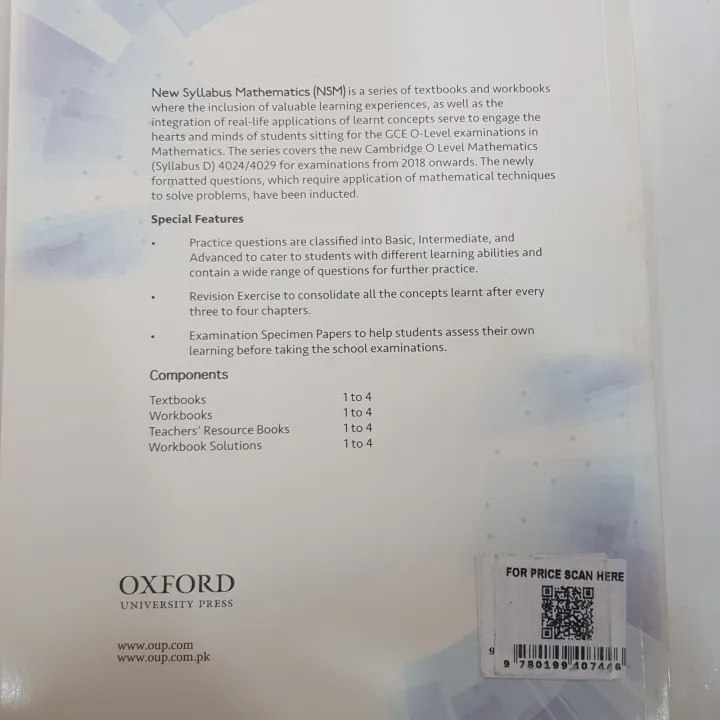 New Syllabus Mathematics (NSM) is a series of textbooks and workbooks
where the inclusion of valuable learning experiences, as well as the
integration of real-life applications of learnt concepts serve to engage the
hearts and minds of students sitting for the GCE O-Level examinations in
Mathematics. The series covers the new Cambridge O Level Mathematics
(Syllabus D) 4024/4029 for examinations from 2018 onwards. The newly
formatted questions, which require application of mathematical techniques
to solve problems, have been inducted.
Special Features
• Practice questions are classified into Basic, Intermediate, and
Advanced to cater to students with different learning abilities and
contain a wide range of questions for further practice.
• Revision Exercise to consolidate all the concepts learnt after every
three to four chapters.
• Examination Specimen Papers to help students assess their own
learning before taking the school examinations.
Components
Textbooks 1 to 4
Workbooks 1 to 4
Teachers' Resource Books 1 to 4
Workbook Solutions 1 to 4
OXFORD
UNIVERSITY PRESS
www.oup.com
www.oup.com.pk
FOR PRICE SCAN HERE
9
9 780199 407446